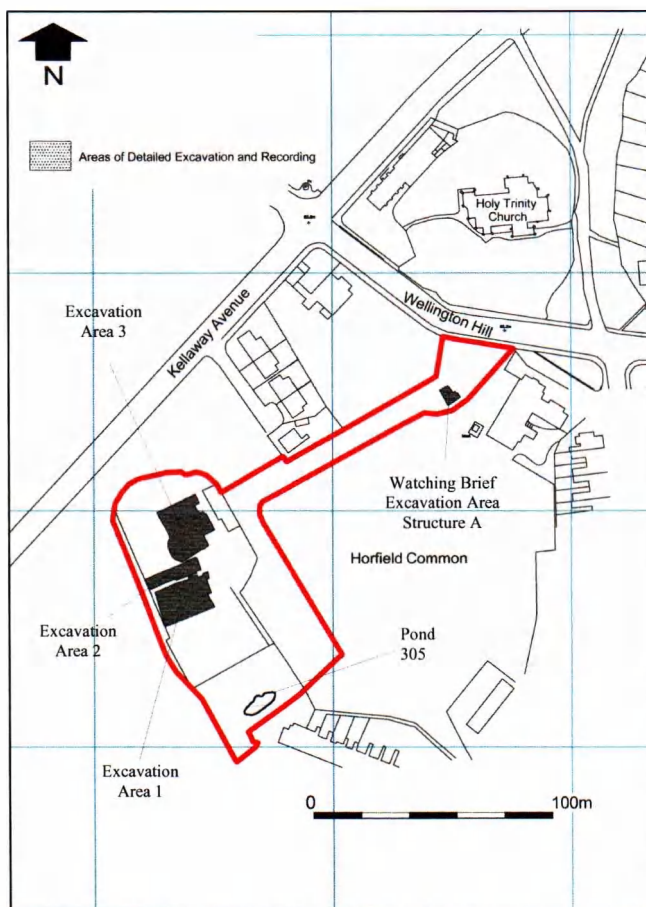 N
Areas of Detailed Excavation and Recording
Holy Trinity
Church
Wellington Hill
Kellaway Avenue
Excavation
Area 3
Watching Brief
Excavation Area
Structure A
Horfield Common
Excavation
Area 2
Pond
305
Excavation
Area 1
0
100m